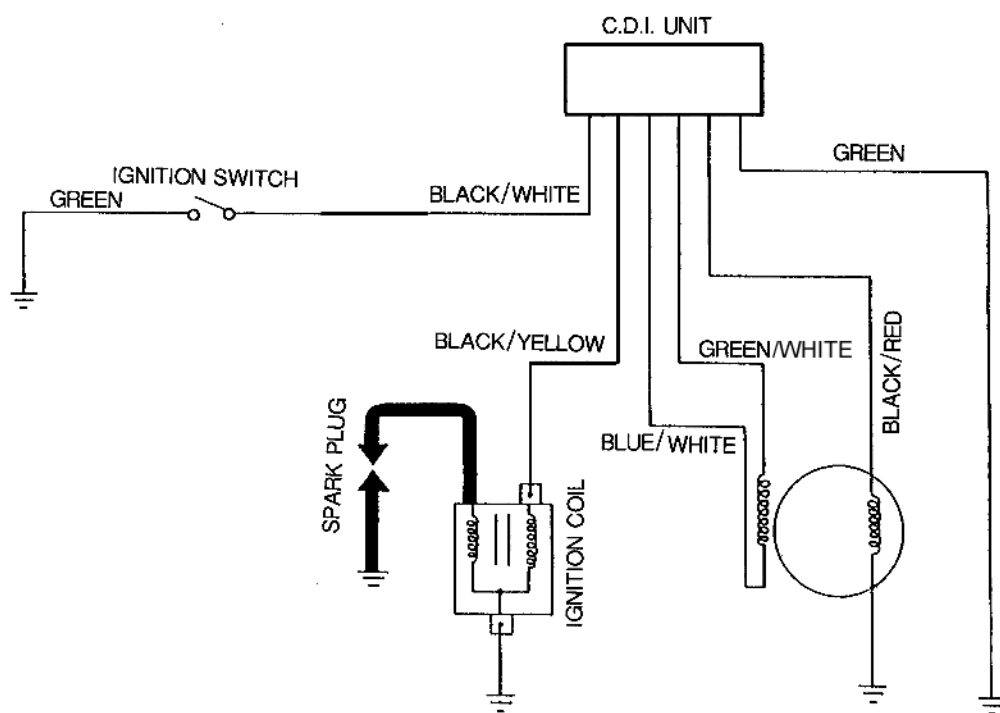 C.D.I. UNIT
GREEN
IGNITION SWITCH
GREEN
BLACK/WHITE
BLACK/YELLOW
GREEN/WHITE
BLACK/RED
BLUE/WHITE
SPARK PLUG
IGNITION COIL